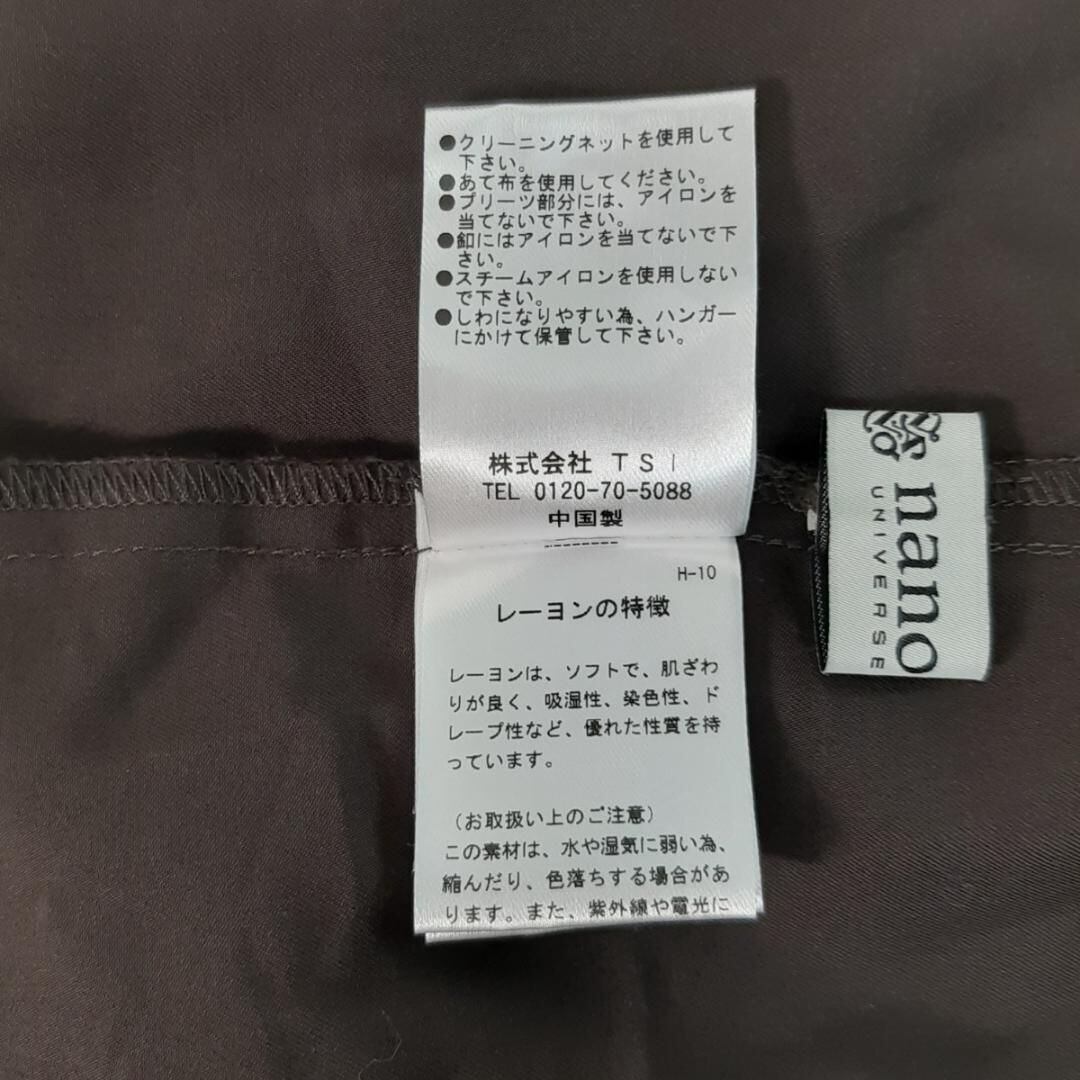 ●クリーニングネットを使用して
下さい。
●あて布を使用してください。
●プリーツ部分には、アイロンを
当てないで下さい。
●釦にはアイロンを当てないで下
さい。
●スチームアイロンを使用しない
で下さい。
●しわになりやすい為、ハンガー
にかけて保管して下さい。
株式会社 TSI
TEL 0120-70-5088
中国製
--------
H-10
レーヨンの特徴
レーヨンは、ソフトで、肌ざわ
りが良く、吸湿性、染色性、ド
レープ性など、優れた性質を持
っています。
（お取扱い上のご注意）
この素材は、水や湿気に弱い為、
縮んだり、色落ちする場合があ
ります。また、紫外線や電光に
nano
UNIVERSE